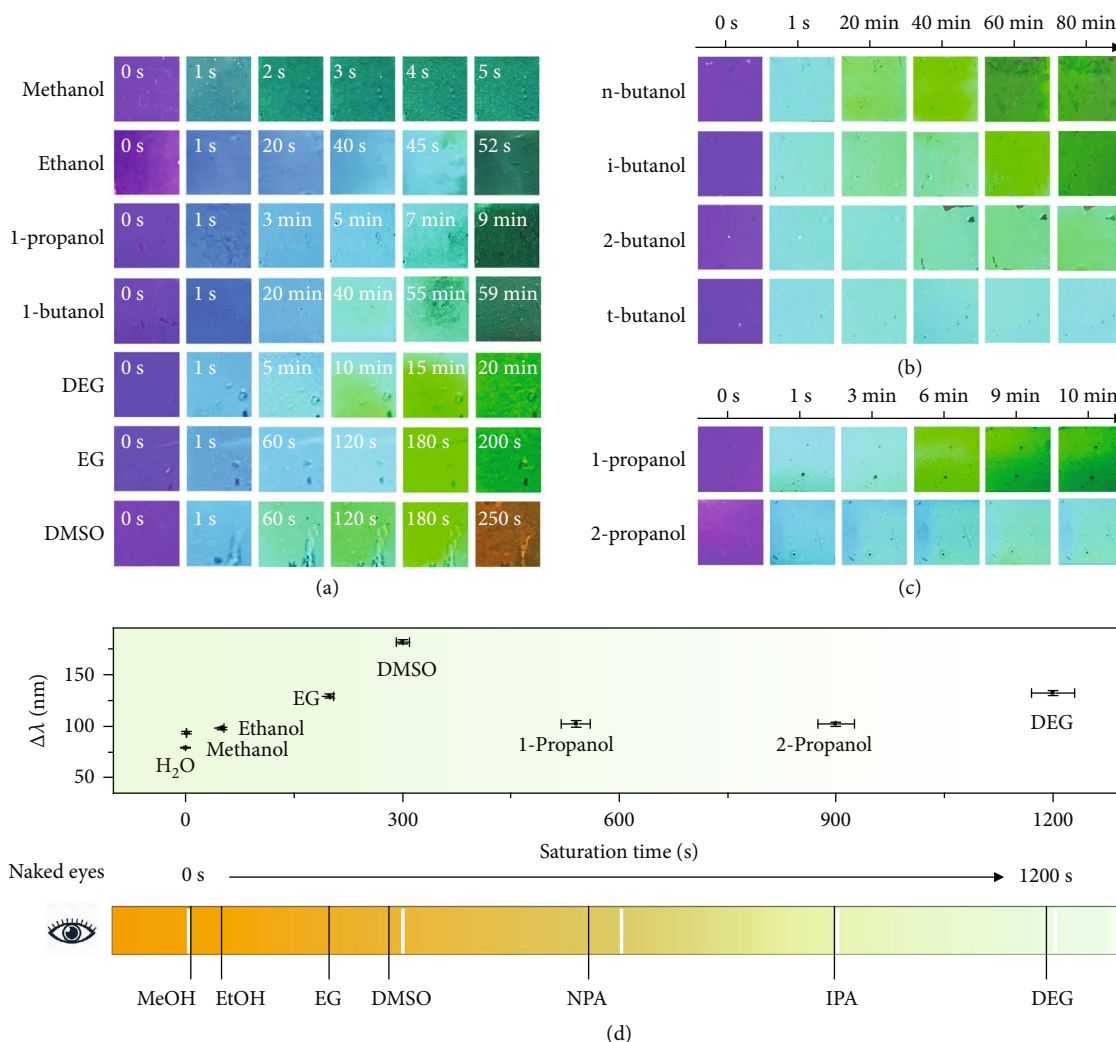 Methanol 0 s 1 s 2 s 3 s 4 s 5 s
Ethanol 0 s 1 s 20 s 40 s 45 s 52 s
1-propanol 0 s 1 s 3 min 5 min 7 min 9 min
1-butanol 0 s 1 s 20 min 40 min 55 min 59 min
DEG 0 s 1 s 5 min 10 min 15 min 20 min
EG 0 s 1 s 60 s 120 s 180 s 200 s
DMSO 0 s 1 s 60 s 120 s 180 s 250 s
(a)
0 s 1 s 20 min 40 min 60 min 80 min
n-butanol
i-butanol
2-butanol
t-butanol
(b)
0 s 1 s 3 min 6 min 9 min 10 min
1-propanol
2-propanol
(c)
Δλ (nm)
150
100
50
H₂O
Methanol
Ethanol
EG
DMSO
1-Propanol
2-Propanol
DEG
0 300 600 900 1200
Saturation time (s)
Naked eyes 0 s 1200 s
MeOH EtOH EG DMSO NPA IPA DEG
(d)